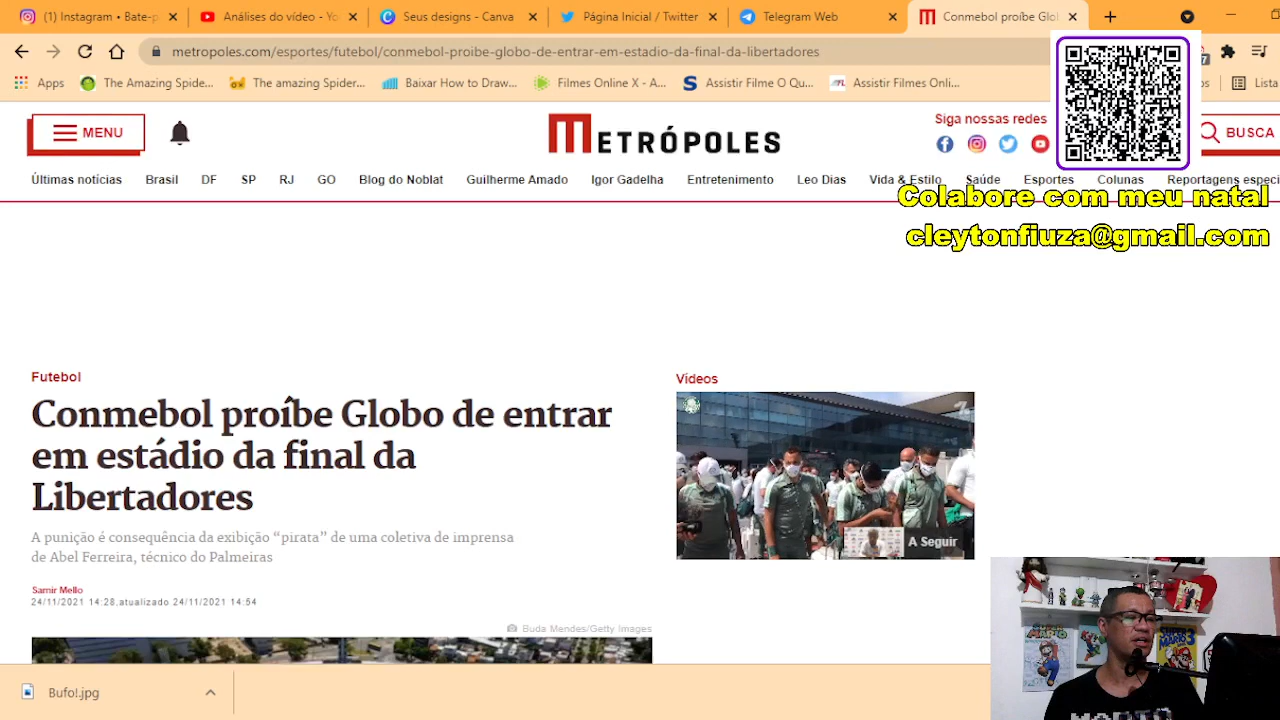 (1) Instagram • Bate-p
Análises do vídeo - Yo
Seus designs - Canva
Página Inicial / Twitter
Telegram Web
Conmebol proíbe Glo
metropoles.com/esportes/futebol/conmebol-proibe-globo-de-entrar-em-estadio-da-final-da-libertadores
Apps
The Amazing Spide...
The amazing Spider...
Baixar How to Draw...
Filmes Online X - A...
Assistir Filme O Qu...
Assistir Filmes Onli...
Lista
MENU
METRÓPOLES
Siga nossas redes
BUSCA
Últimas notícias
Brasil
DF
SP
RJ
GO
Blog do Noblat
Guilherme Amado
Igor Gadelha
Entretenimento
Leo Dias
Vida & Estilo
Saúde
Esportes
Colunas
Reportagens especi
Colabore com meu natal
cleytonfiuza@gmail.com
Futebol
Conmebol proíbe Globo de entrar
em estádio da final da
Libertadores
A punição é consequência da exibição “pirata” de uma coletiva de imprensa
de Abel Ferreira, técnico do Palmeiras
Samir Mello
24/11/2021 14:28,atualizado 24/11/2021 14:54
Buda Mendes/Getty Images
Vídeos
A Seguir
SUPER
MARIO
Bufo!.jpg